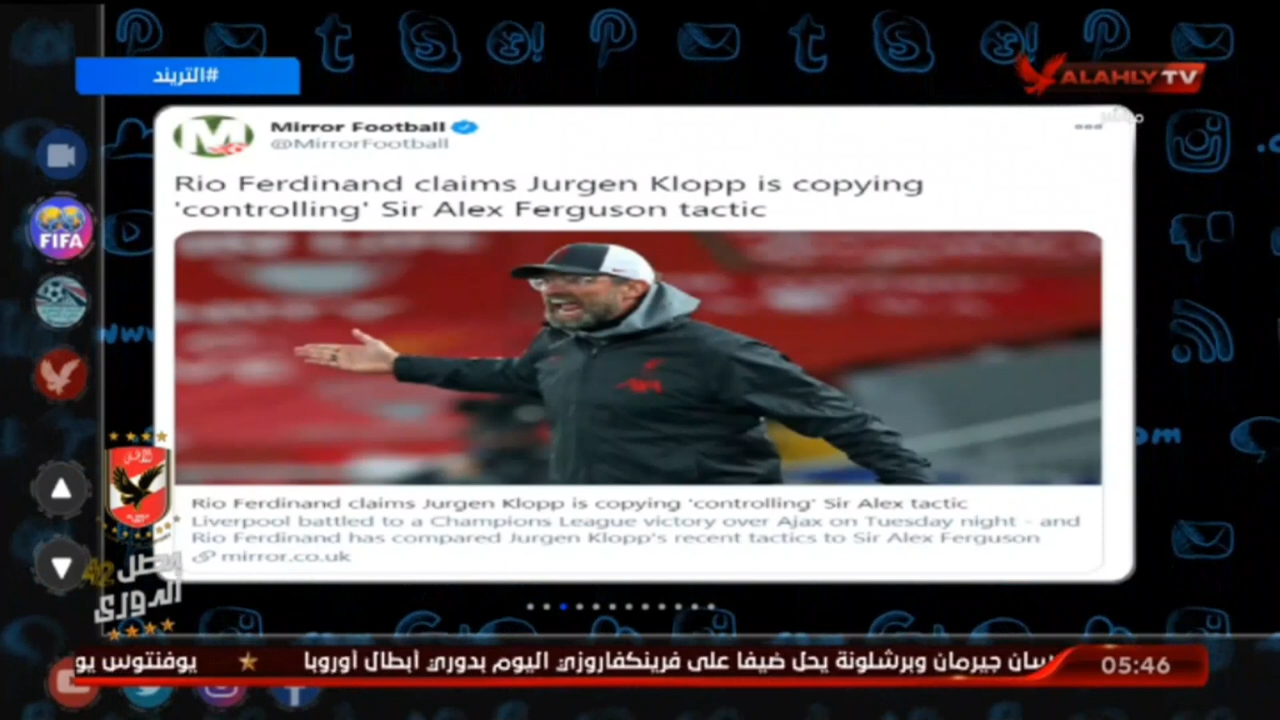 #التريند
ALAHLY TV
مباشر
Mirror Football
@MirrorFootball
Rio Ferdinand claims Jurgen Klopp is copying
'controlling' Sir Alex Ferguson tactic
FIFA
Rio Ferdinand claims Jurgen Klopp is copying 'controlling' Sir Alex tactic
Liverpool battled to a Champions League victory over Ajax on Tuesday night - and
Rio Ferdinand has compared Jurgen Klopp's recent tactics to Sir Alex Ferguson
mirror.co.uk
بطل
42
الدوري
سان جيرمان وبرشلونة يحل ضيفا على فرينكفاروزي اليوم بدوري أبطال أوروبا ★ يوفنتوس يو
05:46